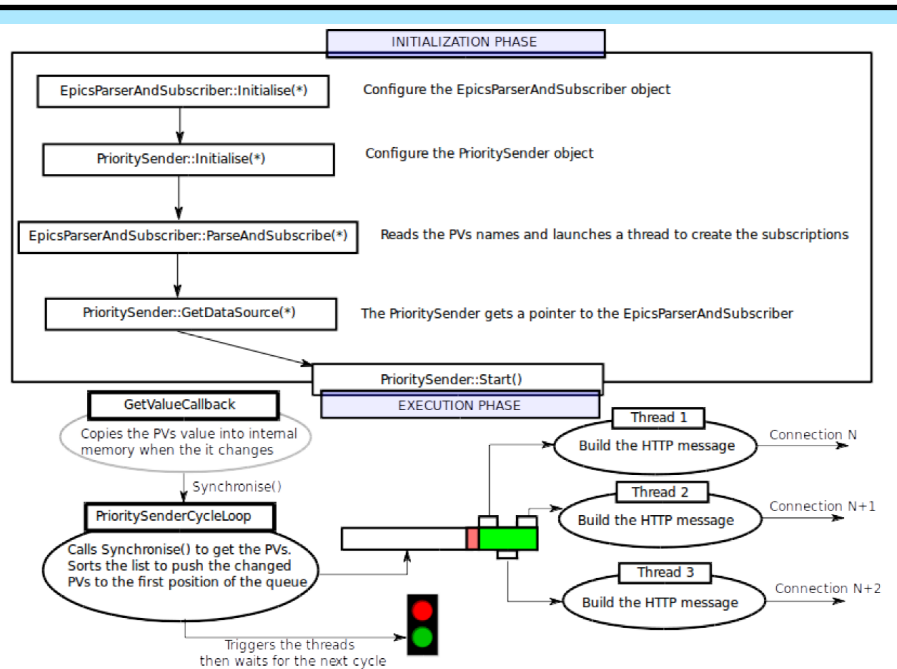 INITIALIZATION PHASE
EpicsParserAndSubscriber::Initialise(*)
Configure the EpicsParserAndSubscriber object
PrioritySender::Initialise(*)
Configure the PrioritySender object
EpicsParserAndSubscriber::ParseAndSubscribe(*)
Reads the PVs names and launches a thread to create the subscriptions
PrioritySender::GetDataSource(*)
The PrioritySender gets a pointer to the EpicsParserAndSubscriber
PrioritySender::Start()
EXECUTION PHASE
GetValueCallback
Copies the PVs value into internal
memory when the it changes
Synchronise()
PrioritySenderCycleLoop
Calls Synchronise() to get the PVs.
Sorts the list to push the changed
PVs to the first position of the queue
Triggers the threads
then waits for the next cycle
Thread 1
Build the HTTP message
Connection N
Thread 2
Build the HTTP message
Connection N+1
Thread 3
Build the HTTP message
Connection N+2